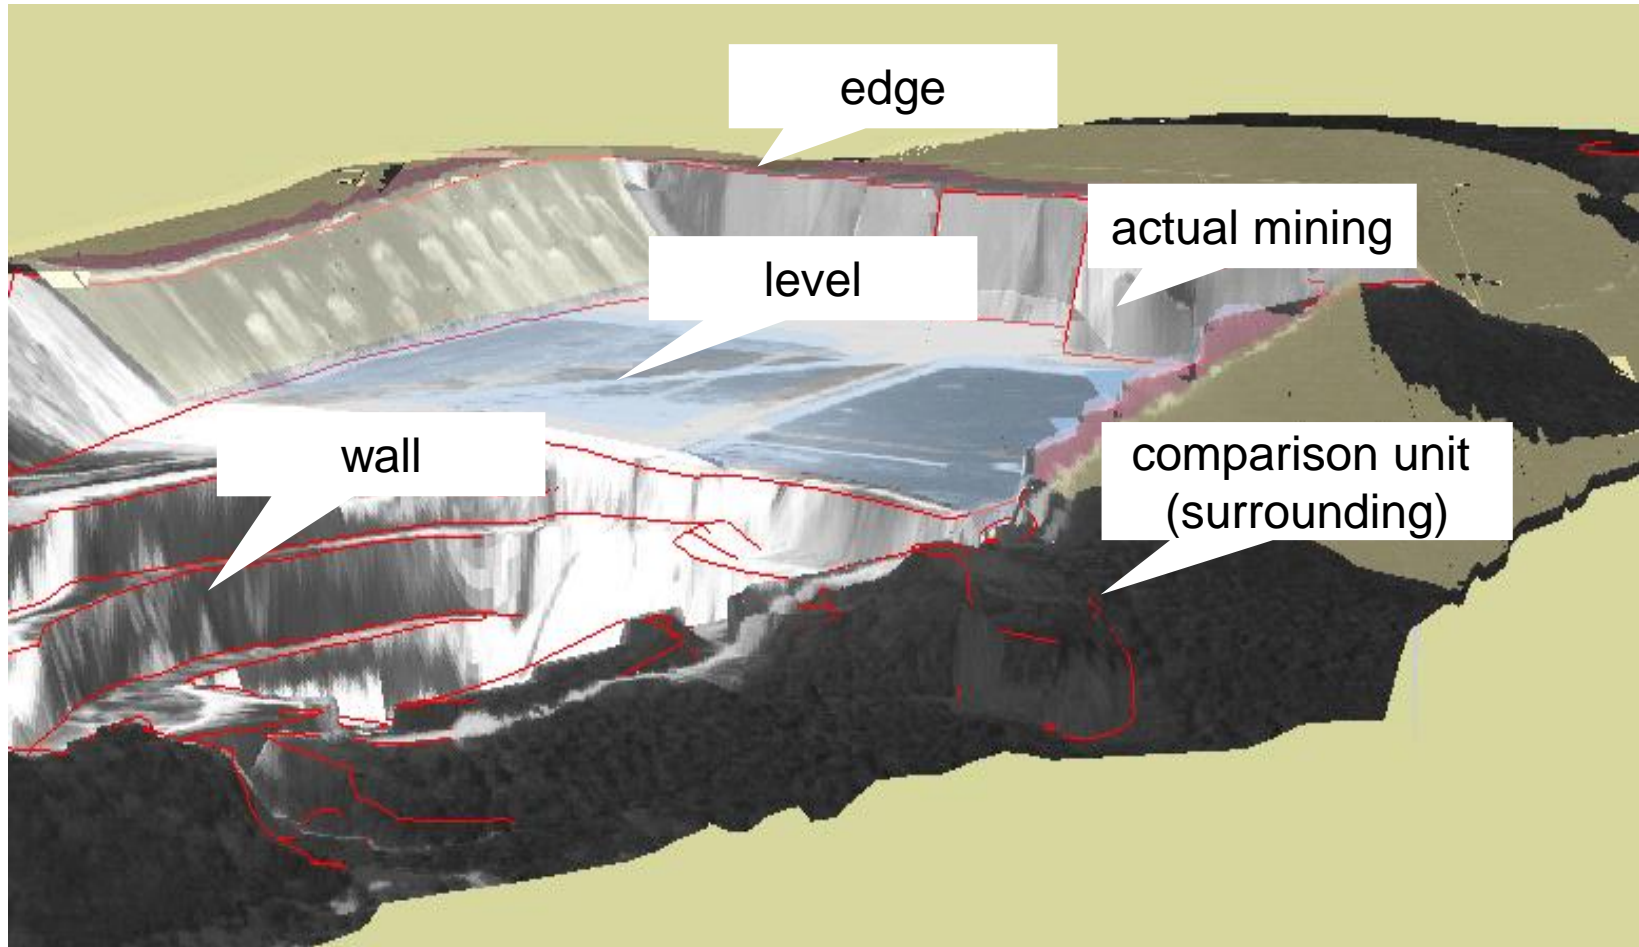 edge
actual mining
level
wall
comparison unit
(surrounding)